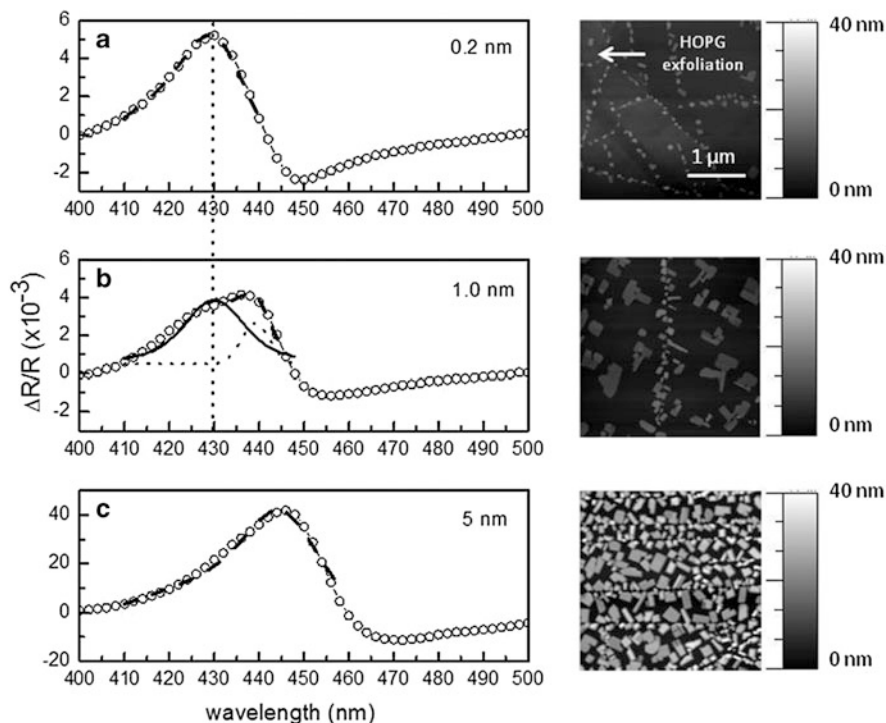 a
0.2 nm
6
4
2
0
-2
400 410 420 430 440 450 460 470 480 490 500
HOPG
exfoliation
1 µm
40 nm
0 nm
b
1.0 nm
6
4
2
0
-2
400 410 420 430 440 450 460 470 480 490 500
ΔR/R (x10⁻³)
40 nm
0 nm
c
5 nm
40
20
0
-20
400 410 420 430 440 450 460 470 480 490 500
wavelength (nm)
40 nm
0 nm